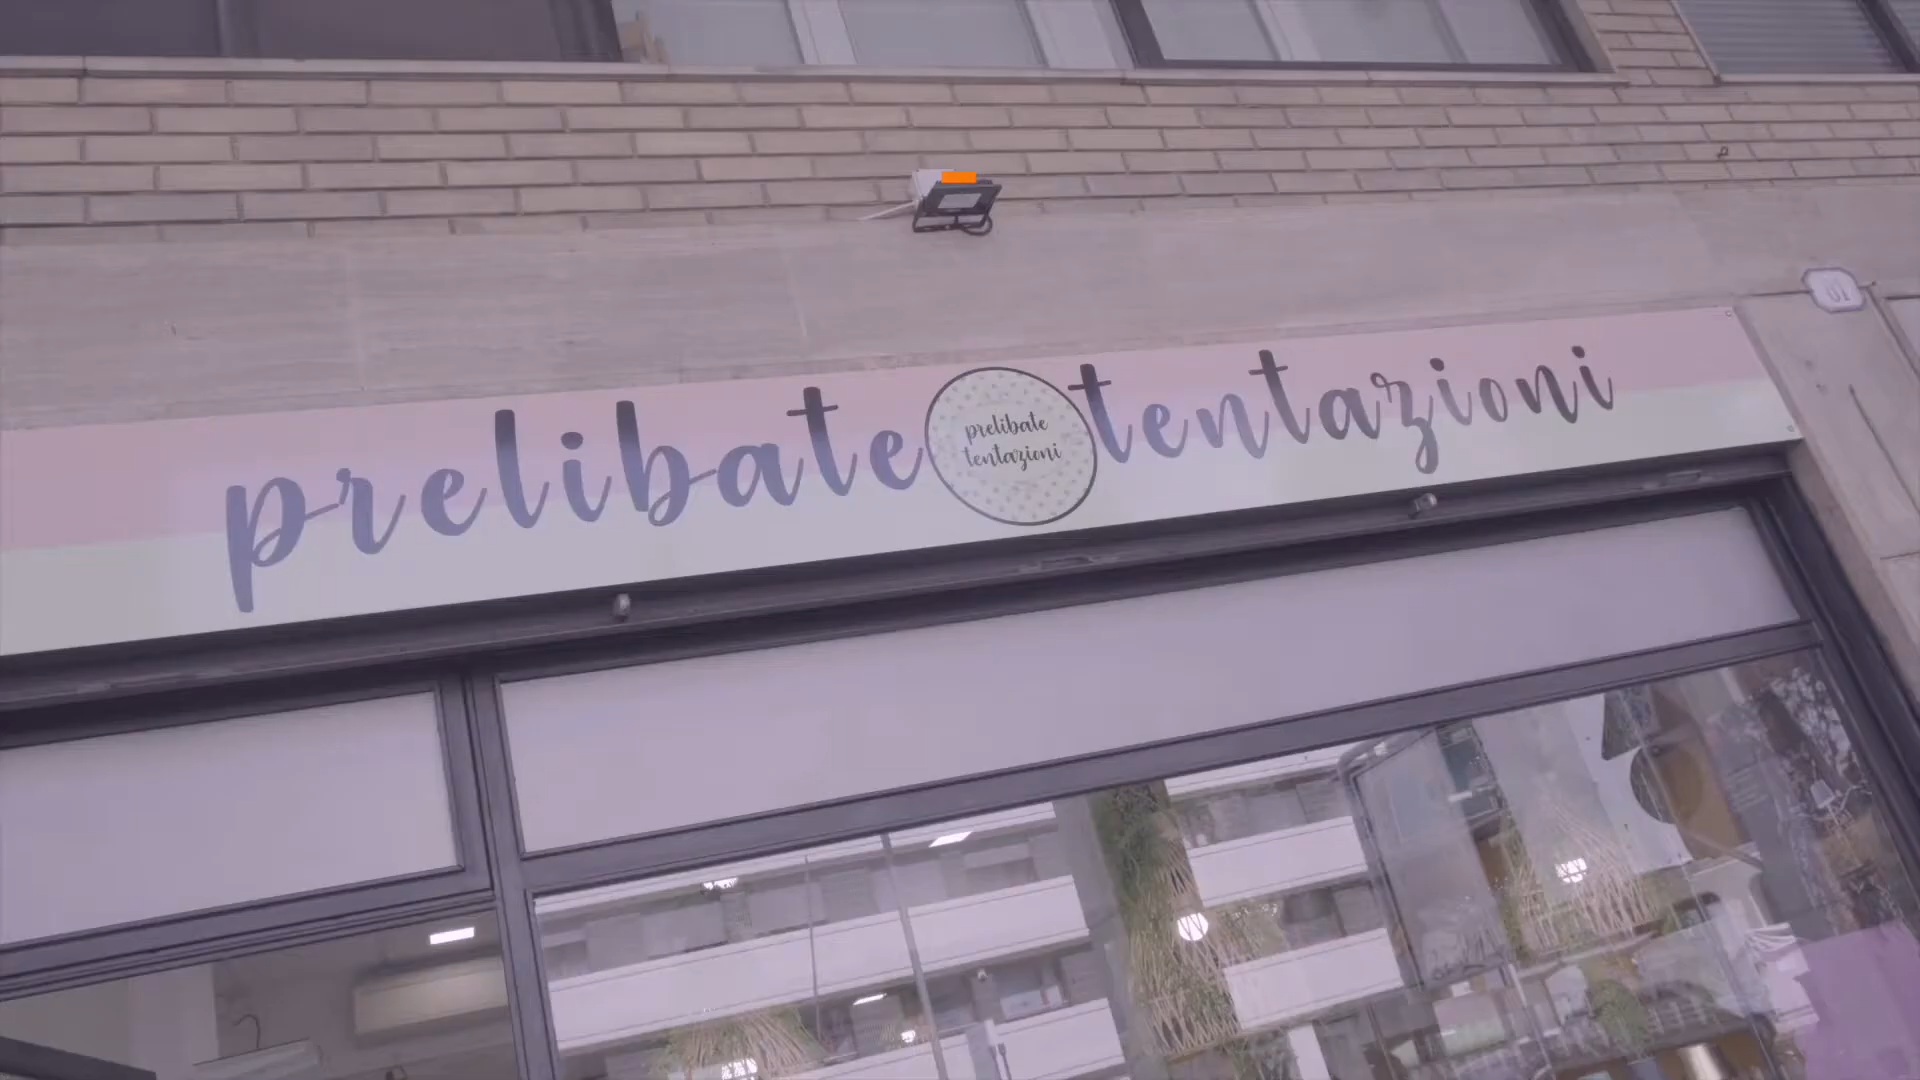 prelibate tentazioni
prelibate
tentazioni